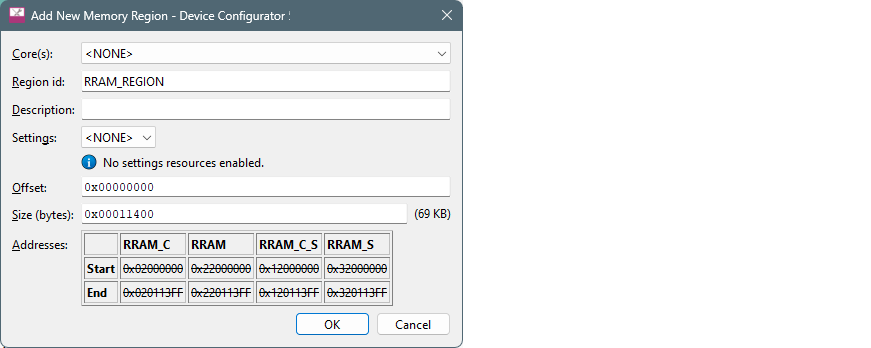 Add New Memory Region - Device Configurator
Core(s): <NONE>
Region id: RRAM_REGION
Description:
Settings: <NONE>
No settings resources enabled.
Offset: 0x00000000
Size (bytes): 0x00011400 (69 KB)
Addresses: RRAM_C RRAM RRAM_C_S RRAM_S
Start 0x02000000 0x22000000 0x12000000 0x32000000
End 0x020113FF 0x220113FF 0x120113FF 0x320113FF
OK Cancel